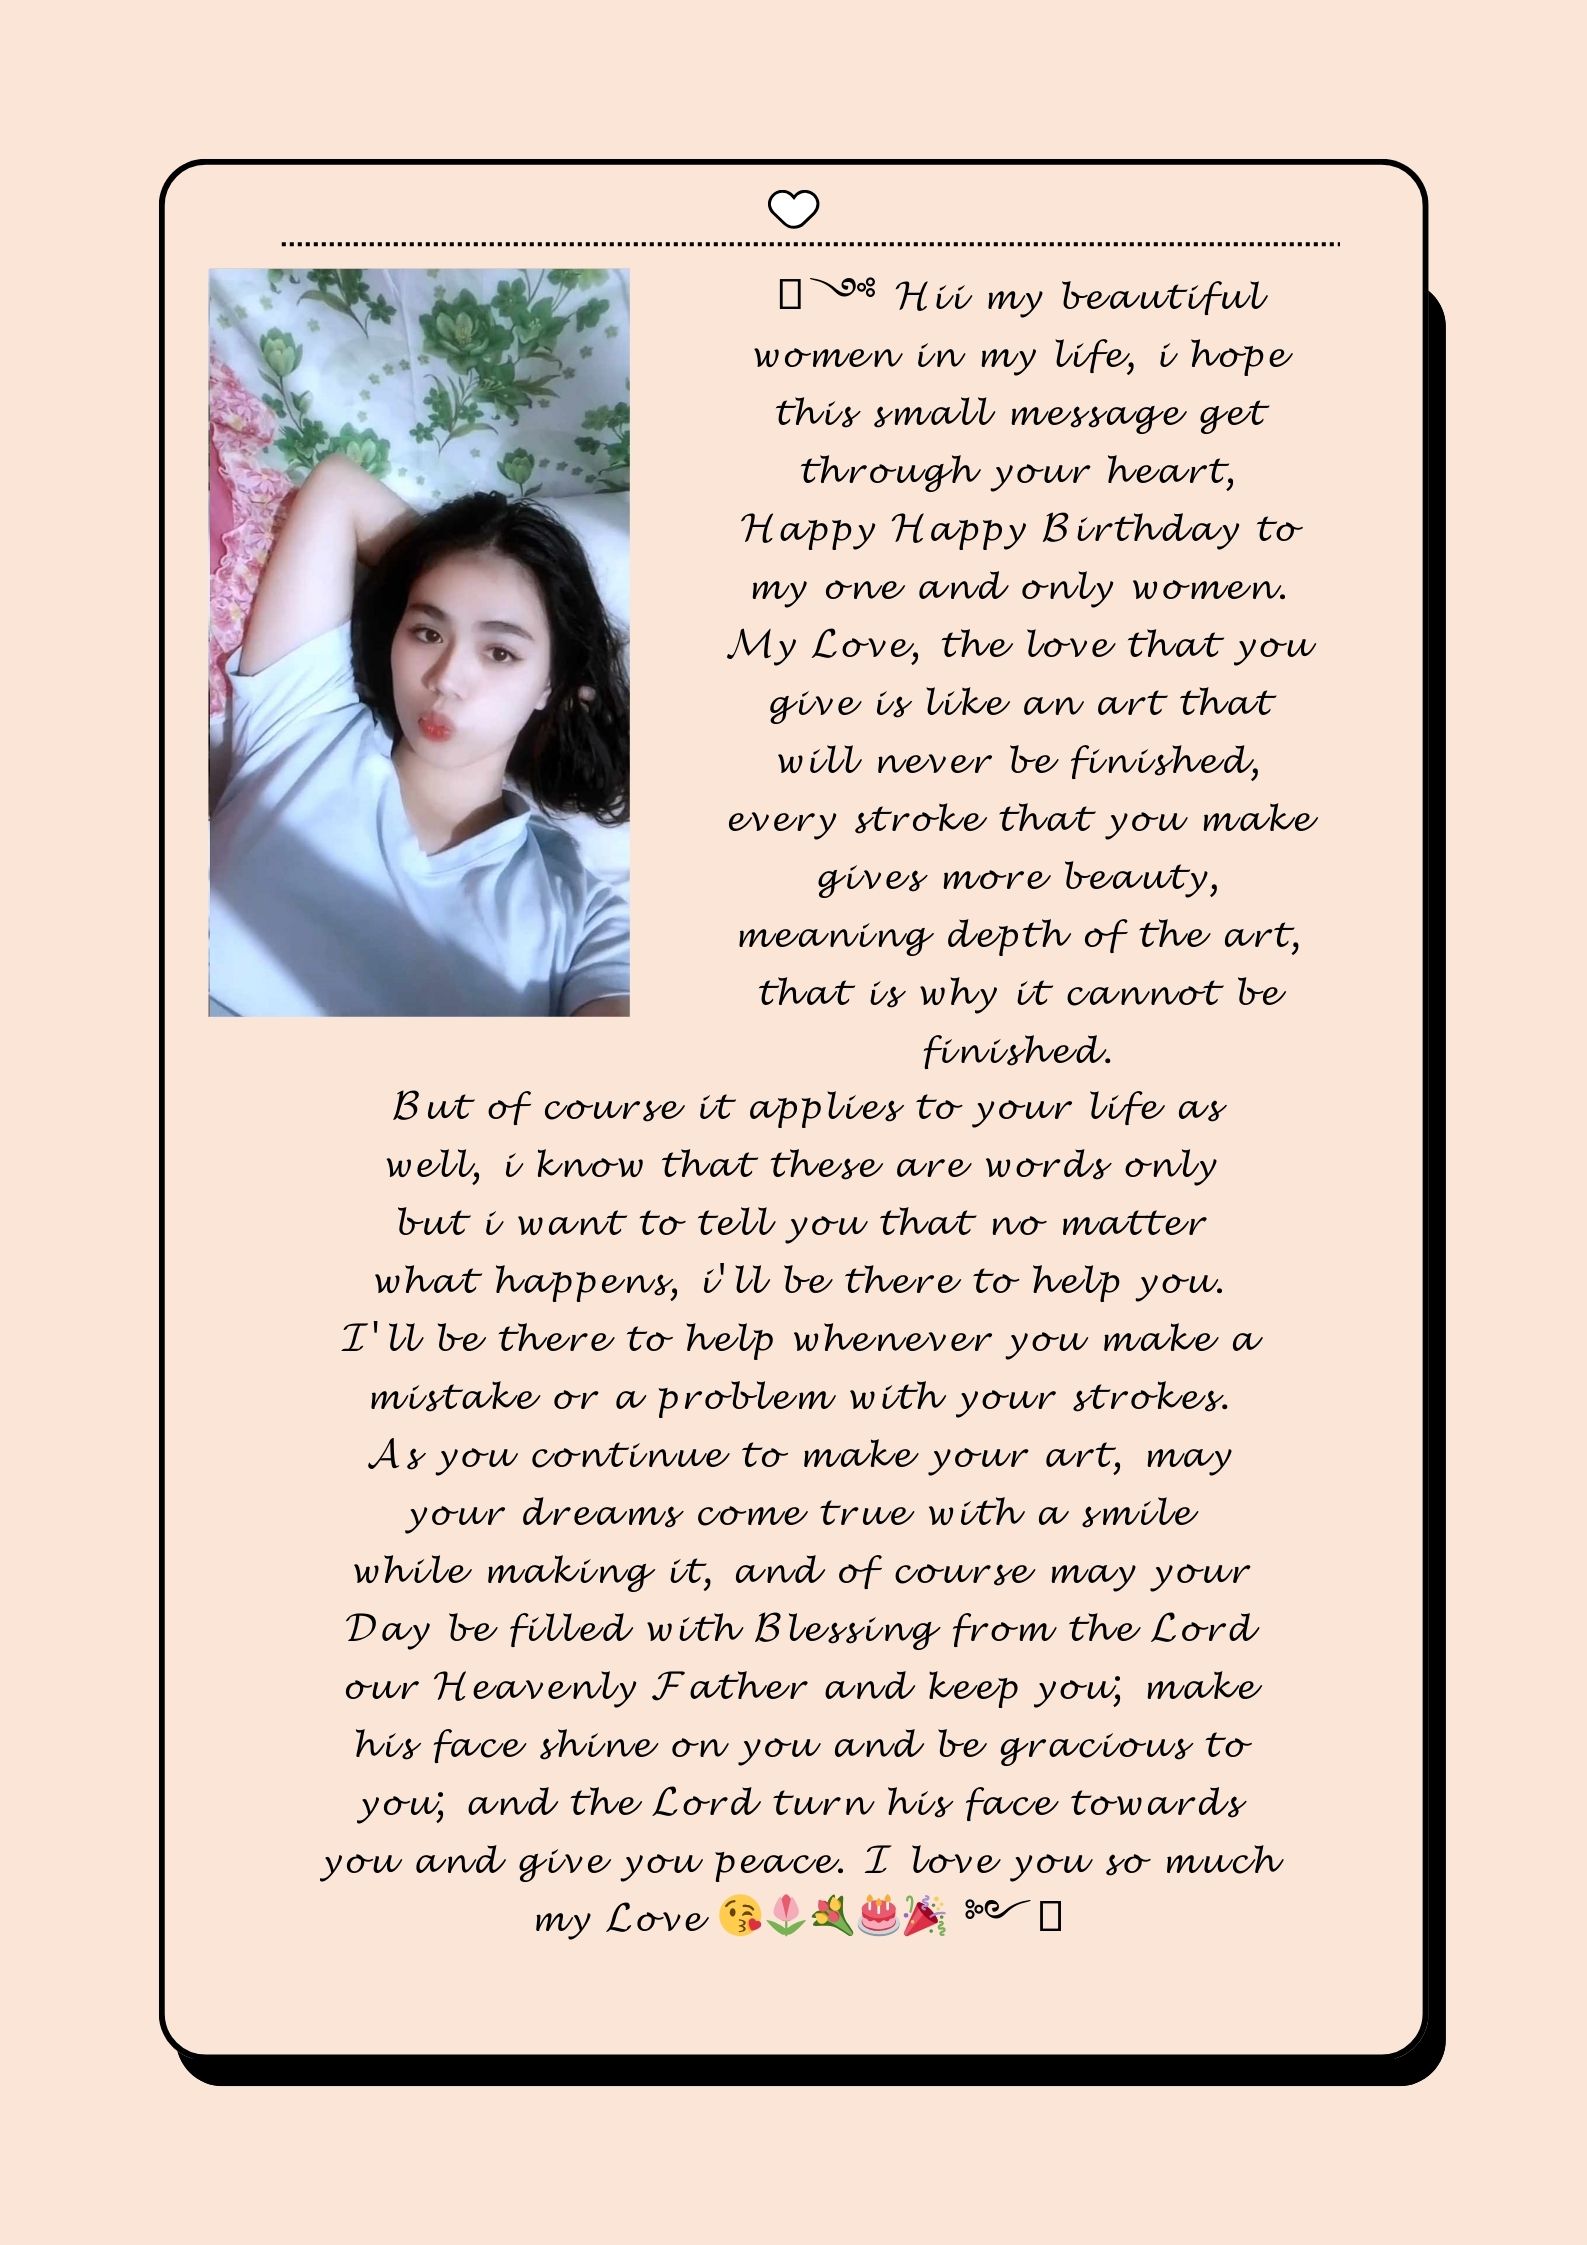 Hii my beautiful
women in my life, i hope
this small message get
through your heart,
Happy Happy Birthday to
my one and only women.
My Love, the love that you
give is like an art that
will never be finished,
every stroke that you make
gives more beauty,
meaning depth of the art,
that is why it cannot be
finished.
But of course it applies to your life as
well, i know that these are words only
but i want to tell you that no matter
what happens, i'll be there to help you.
I'll be there to help whenever you make a
mistake or a problem with your strokes.
As you continue to make your art, may
your dreams come true with a smile
while making it, and of course may your
Day be filled with Blessing from the Lord
our Heavenly Father and keep you; make
his face shine on you and be gracious to
you; and the Lord turn his face towards
you and give you peace. I love you so much
my Love 😘🌷💐🎂🎉